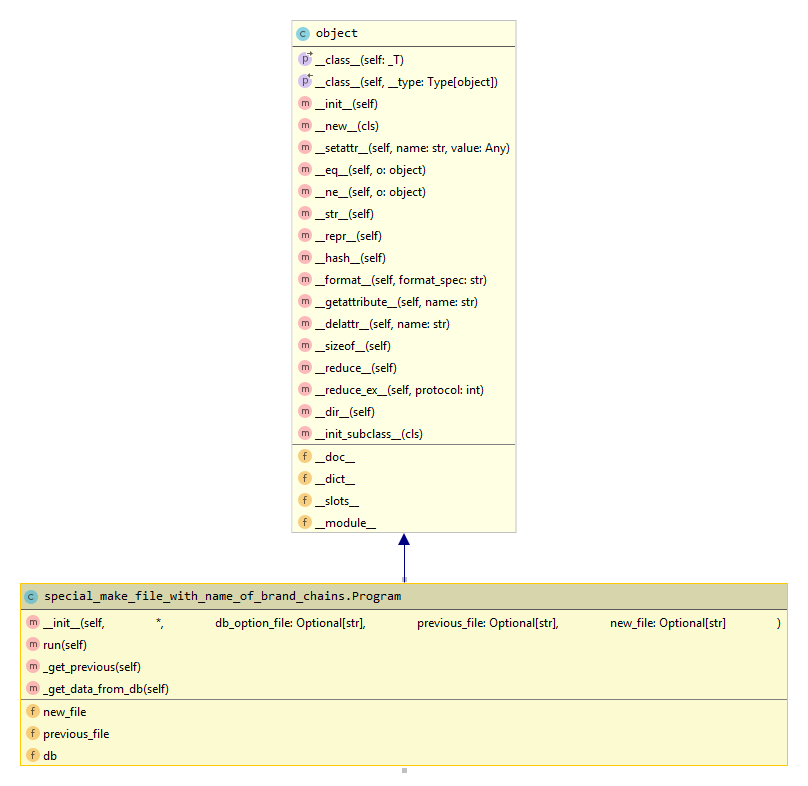 c object
p __class__(self: _T)
p __class__(self, __type: Type[object])
m __init__(self)
m __new__(cls)
m __setattr__(self, name: str, value: Any)
m __eq__(self, o: object)
m __ne__(self, o: object)
m __str__(self)
m __repr__(self)
m __hash__(self)
m __format__(self, format_spec: str)
m __getattribute__(self, name: str)
m __delattr__(self, name: str)
m __sizeof__(self)
m __reduce__(self)
m __reduce_ex__(self, protocol: int)
m __dir__(self)
m __init_subclass__(cls)
f __doc__
f __dict__
f __slots__
f __module__
c special_make_file_with_name_of_brand_chains.Program
m __init__(self, *, db_option_file: Optional[str], previous_file: Optional[str], new_file: Optional[str] )
m run(self)
m _get_previous(self)
m _get_data_from_db(self)
f new_file
f previous_file
f db